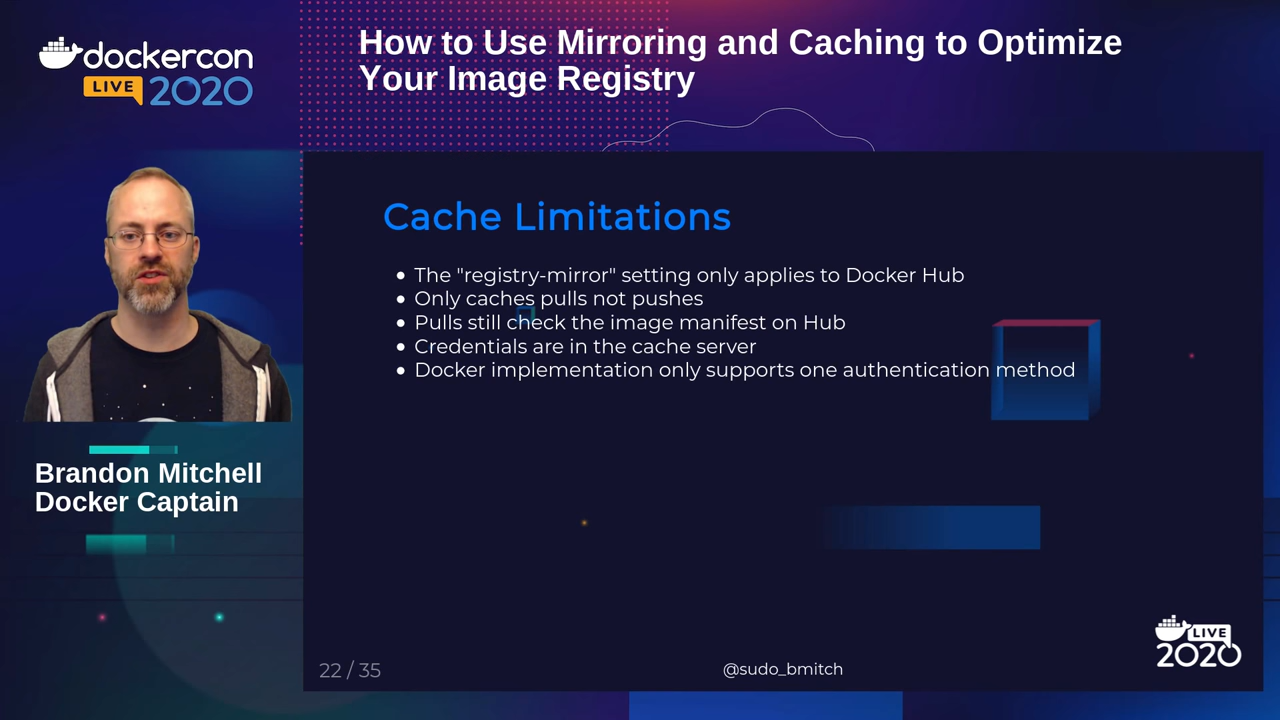 dockercon
LIVE 2020
How to Use Mirroring and Caching to Optimize
Your Image Registry
Cache Limitations
The "registry-mirror" setting only applies to Docker Hub
Only caches pulls not pushes
Pulls still check the image manifest on Hub
Credentials are in the cache server
Docker implementation only supports one authentication method
Brandon Mitchell
Docker Captain
22 / 35
@sudo_bmitch
LIVE
2020